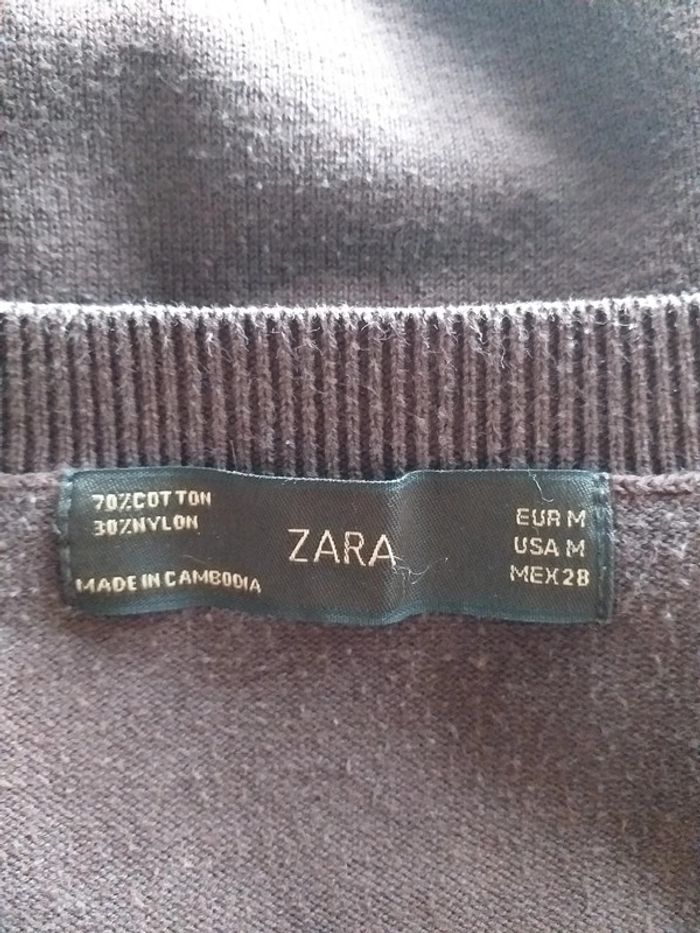 70%COTTON
30%NYLON
MADE IN CAMBODIA
ZARA
EUR M
USA M
MEX 28